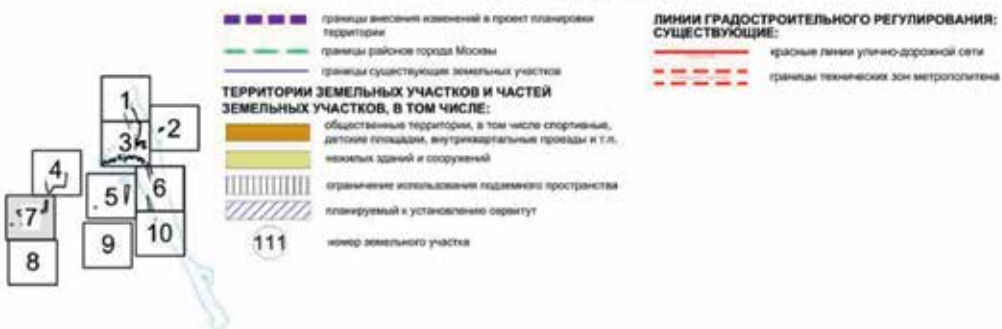 границы внесения изменений в проект планировки
территории
границы районов города Москвы
границы существующих земельных участков
ТЕРРИТОРИИ ЗЕМЕЛЬНЫХ УЧАСТКОВ И ЧАСТЕЙ
ЗЕМЕЛЬНЫХ УЧАСТКОВ, В ТОМ ЧИСЛЕ:
общественные территории, в том числе спортивные,
детские площадки, внутриквартальные проезды и т.п.
нежилых зданий и сооружений
ограничение использования подземного пространства
планируемый к установлению сервитут
111
номер земельного участка
ЛИНИИ ГРАДОСТРОИТЕЛЬНОГО РЕГУЛИРОВАНИЯ:
СУЩЕСТВУЮЩИЕ:
красные линии улично-дорожной сети
границы технических зон метрополитена
1
2
3
4
5
6
7
8
9
10